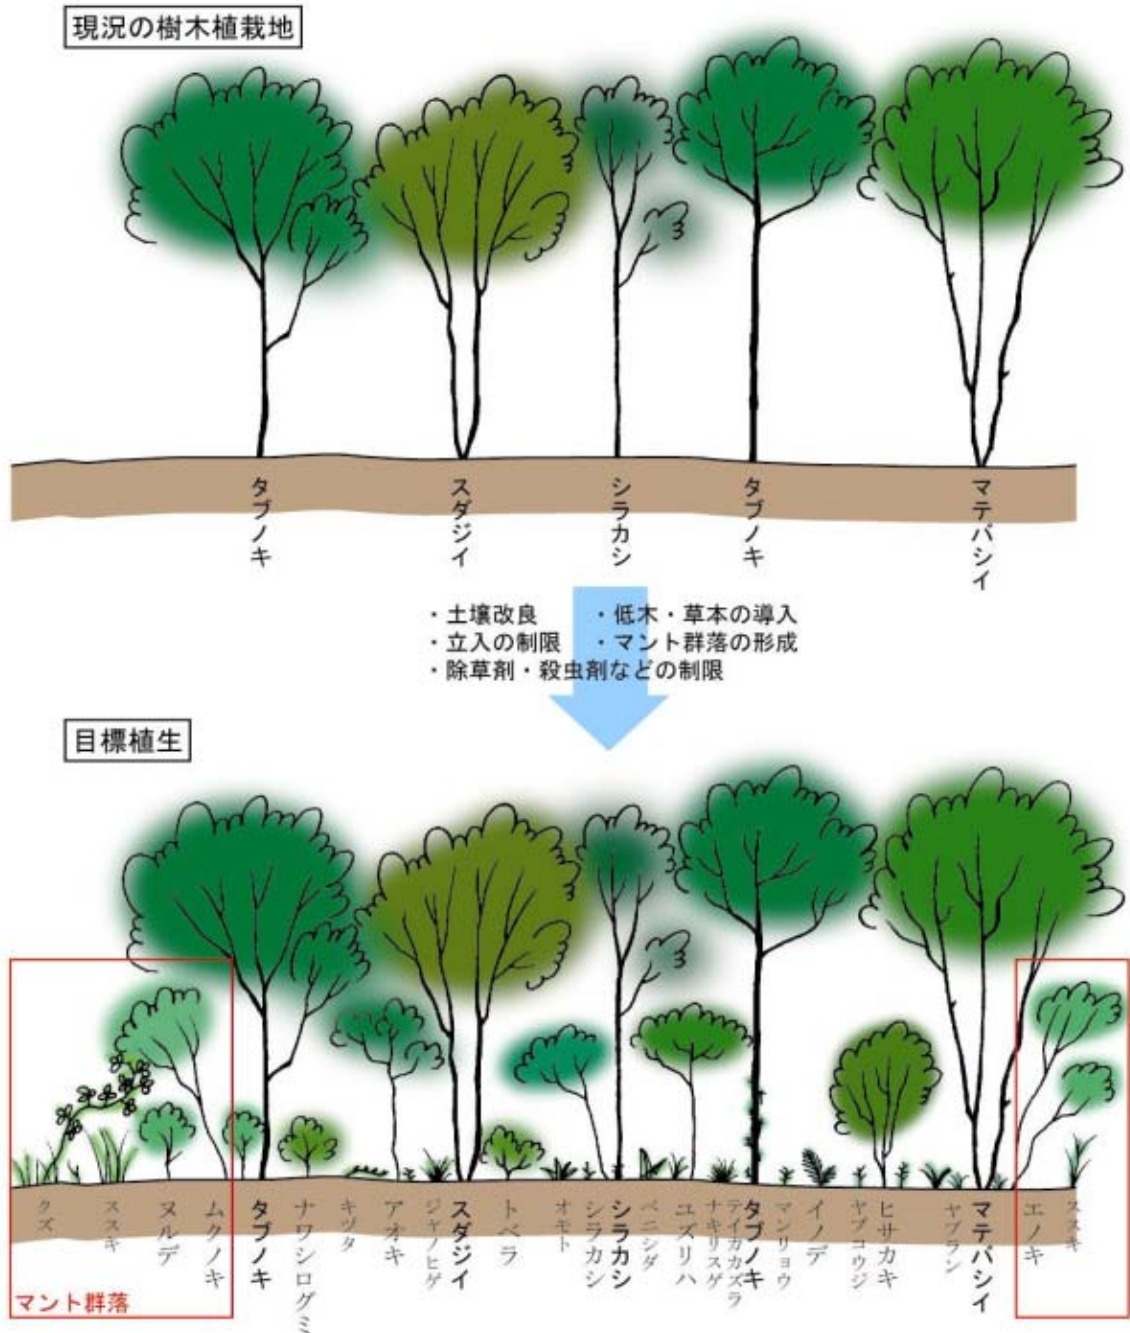 現況の樹木植栽地
タブノキ
スダジイ
シラカシ
タブノキ
マテバシイ
・土壌改良 ・低木・草本の導入
・立入の制限 ・マント群落の形成
・除草剤・殺虫剤などの制限
目標植生
クズ
ススキ
ヌルデ
ムクノキ
タブノキ
ナワシログミ
キヅタ
アオキ
ジャノヒゲ
スダジイ
トベラ
オモト
シラカシ
シラカシ
ベニシダ
ユズリハ
ナキリスゲ
テイカカズラ
タブノキ
マンリョウ
イノデ
ヤブコウジ
ヒサカキ
ヤブラン
マテバシイ
エノキ
ススキ
マント群落